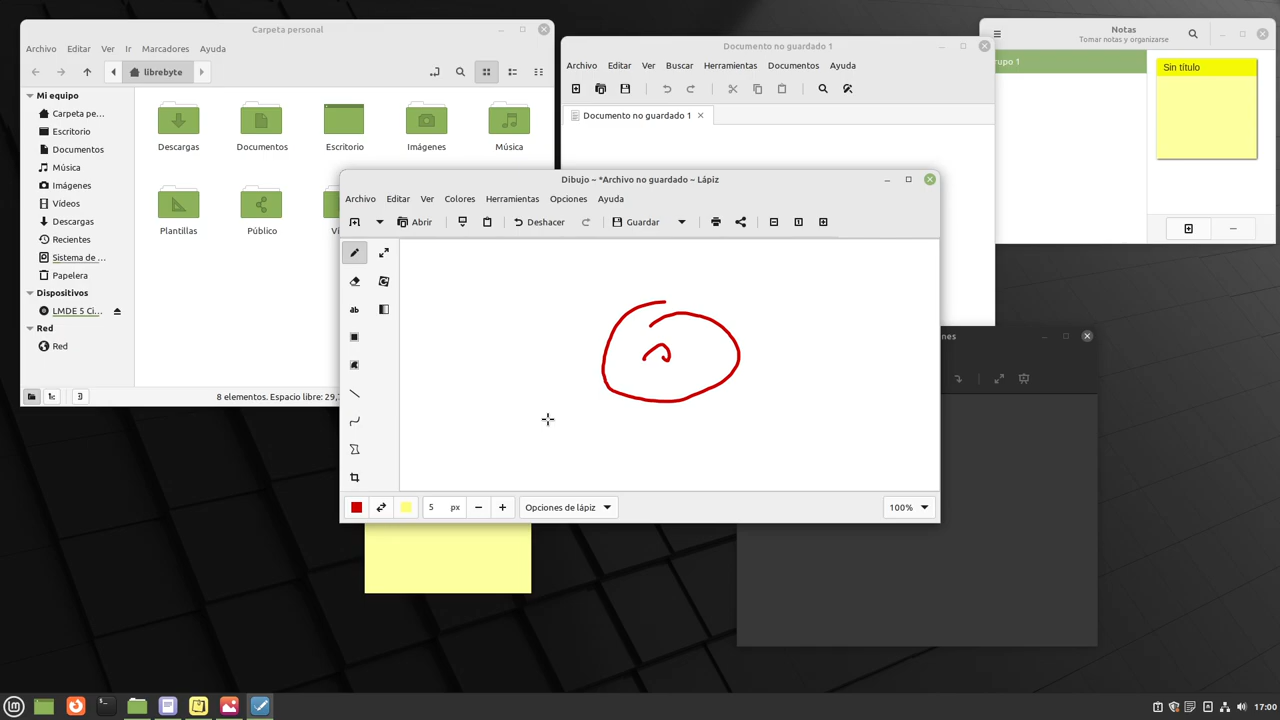 Carpeta personal
Archivo Editar Ver Ir Marcadores Ayuda
librebyte
Mi equipo
Carpeta pe...
Escritorio
Documentos
Música
Imágenes
Vídeos
Descargas
Recientes
Sistema de ...
Papelera
Dispositivos
LMDE 5 Ci...
Red
Red
Descargas Documentos Escritorio Imágenes Música
Plantillas Público
8 elementos. Espacio libre: 29,
Documento no guardado 1
Archivo Editar Ver Buscar Herramientas Documentos Ayuda
Documento no guardado 1
Notas
Tomar notas y organizarse
Sin título
Dibujo ~ *Archivo no guardado ~ Lápiz
Archivo Editar Ver Colores Herramientas Opciones Ayuda
Abrir Deshacer Guardar
ab
5 px Opciones de lápiz 100%
17:00